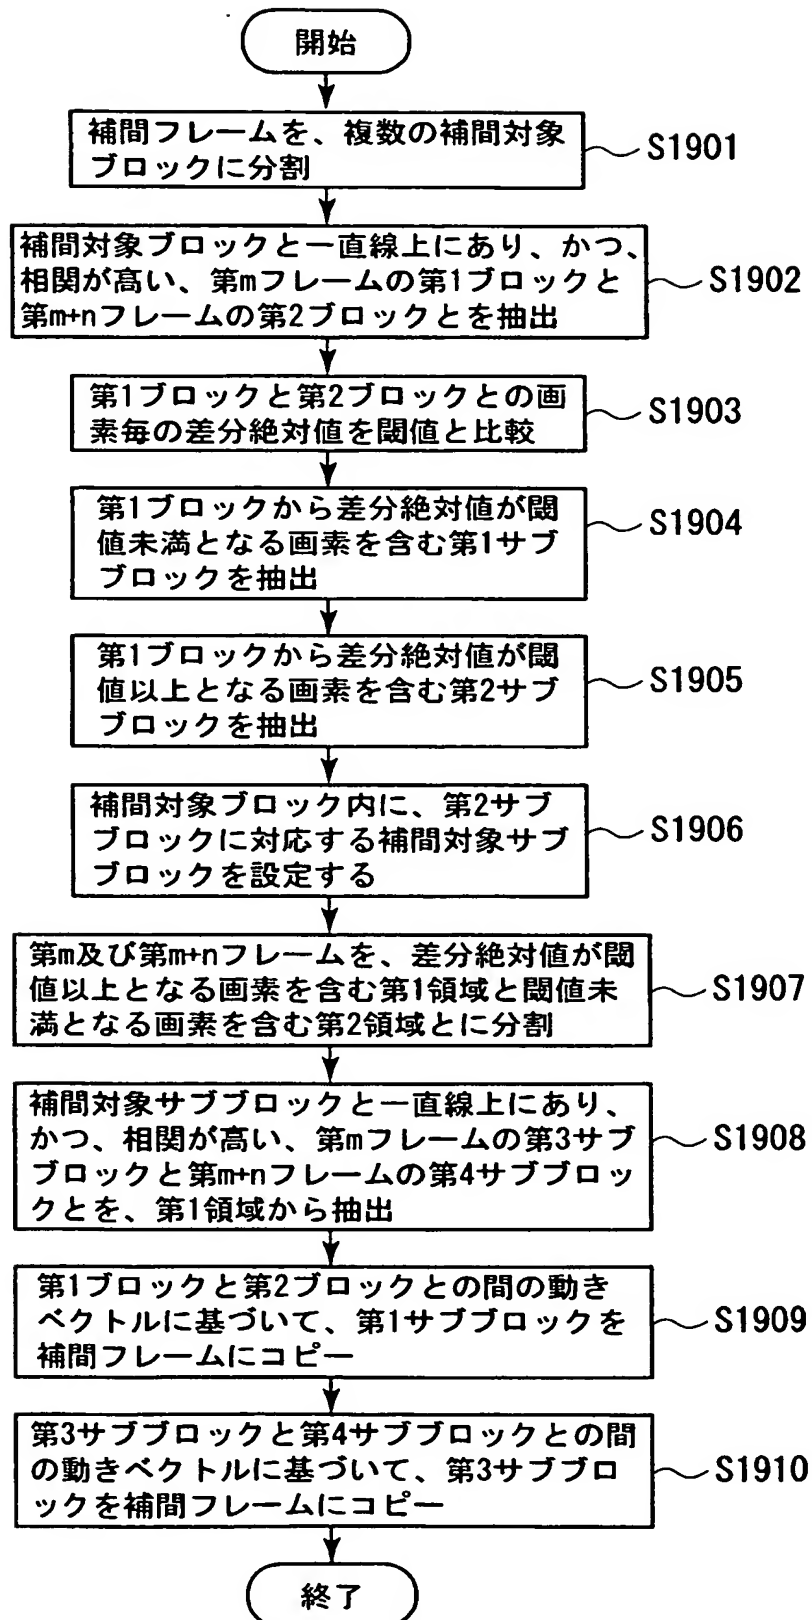 開始
補間フレームを、複数の補間対象
ブロックに分割
S1901
補間対象ブロックと一直線上にあり、かつ、
相関が高い、第mフレームの第1ブロックと
第m+nフレームの第2ブロックとを抽出
S1902
第1ブロックと第2ブロックとの画
素毎の差分絶対値を閾値と比較
S1903
第1ブロックから差分絶対値が閾
値未満となる画素を含む第1サブ
ブロックを抽出
S1904
第1ブロックから差分絶対値が閾
値以上となる画素を含む第2サブ
ブロックを抽出
S1905
補間対象ブロック内に、第2サブ
ブロックに対応する補間対象サブ
ブロックを設定する
S1906
第m及び第m+nフレームを、差分絶対値が閾
値以上となる画素を含む第1領域と閾値未
満となる画素を含む第2領域とに分割
S1907
補間対象サブブロックと一直線上にあり、
かつ、相関が高い、第mフレームの第3サブ
ブロックと第m+nフレームの第4サブブロッ
クとを、第1領域から抽出
S1908
第1ブロックと第2ブロックとの間の動き
ベクトルに基づいて、第1サブブロックを
補間フレームにコピー
S1909
第3サブブロックと第4サブブロックとの間
の動きベクトルに基づいて、第3サブブロ
ックを補間フレームにコピー
S1910
終了